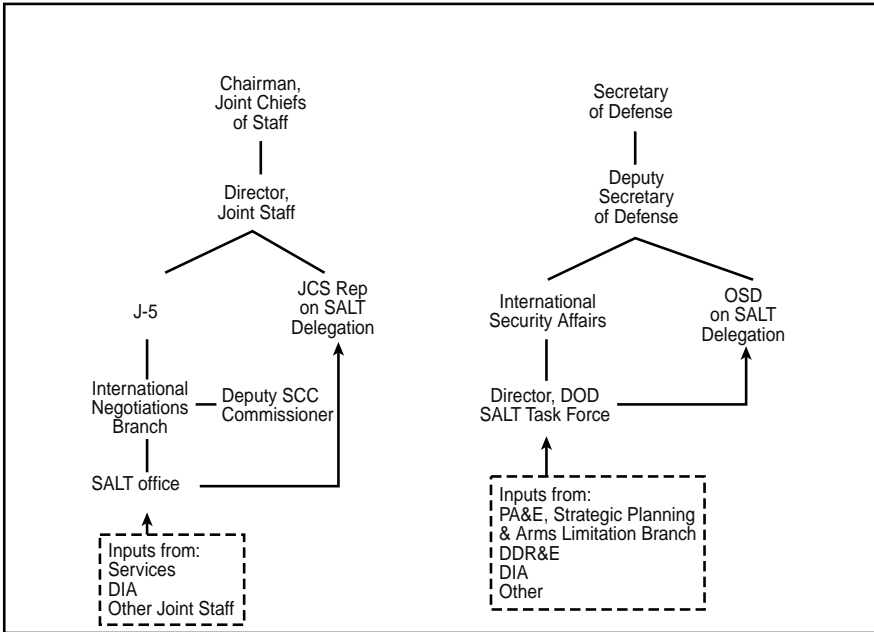 Chairman,
Joint Chiefs
of Staff
Director,
Joint Staff
J-5
JCS Rep
on SALT
Delegation
International
Negotiations
Branch
Deputy SCC
Commissioner
SALT office
Inputs from:
Services
DIA
Other Joint Staff
Secretary
of Defense
Deputy
Secretary
of Defense
International
Security Affairs
OSD
on SALT
Delegation
Director, DOD
SALT Task Force
Inputs from:
PA&E, Strategic Planning
& Arms Limitation Branch
DDR&E
DIA
Other